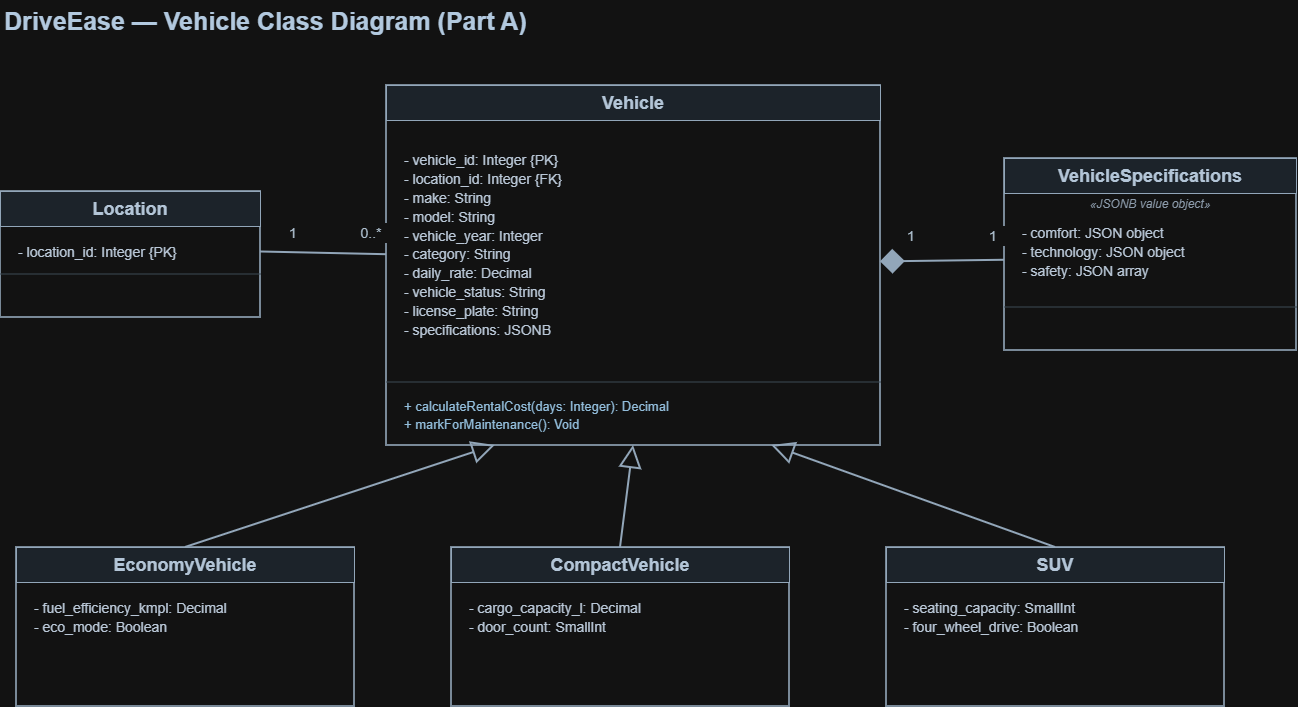 DriveEase — Vehicle Class Diagram (Part A)
Vehicle
- vehicle_id: Integer {PK}
- location_id: Integer {FK}
- make: String
- model: String
- vehicle_year: Integer
- category: String
- daily_rate: Decimal
- vehicle_status: String
- license_plate: String
- specifications: JSONB
+ calculateRentalCost(days: Integer): Decimal
+ markForMaintenance(): Void
Location
- location_id: Integer {PK}
1
0..*
1
1
VehicleSpecifications
«JSONB value object»
- comfort: JSON object
- technology: JSON object
- safety: JSON array
EconomyVehicle
- fuel_efficiency_kmpl: Decimal
- eco_mode: Boolean
CompactVehicle
- cargo_capacity_l: Decimal
- door_count: SmallInt
SUV
- seating_capacity: SmallInt
- four_wheel_drive: Boolean